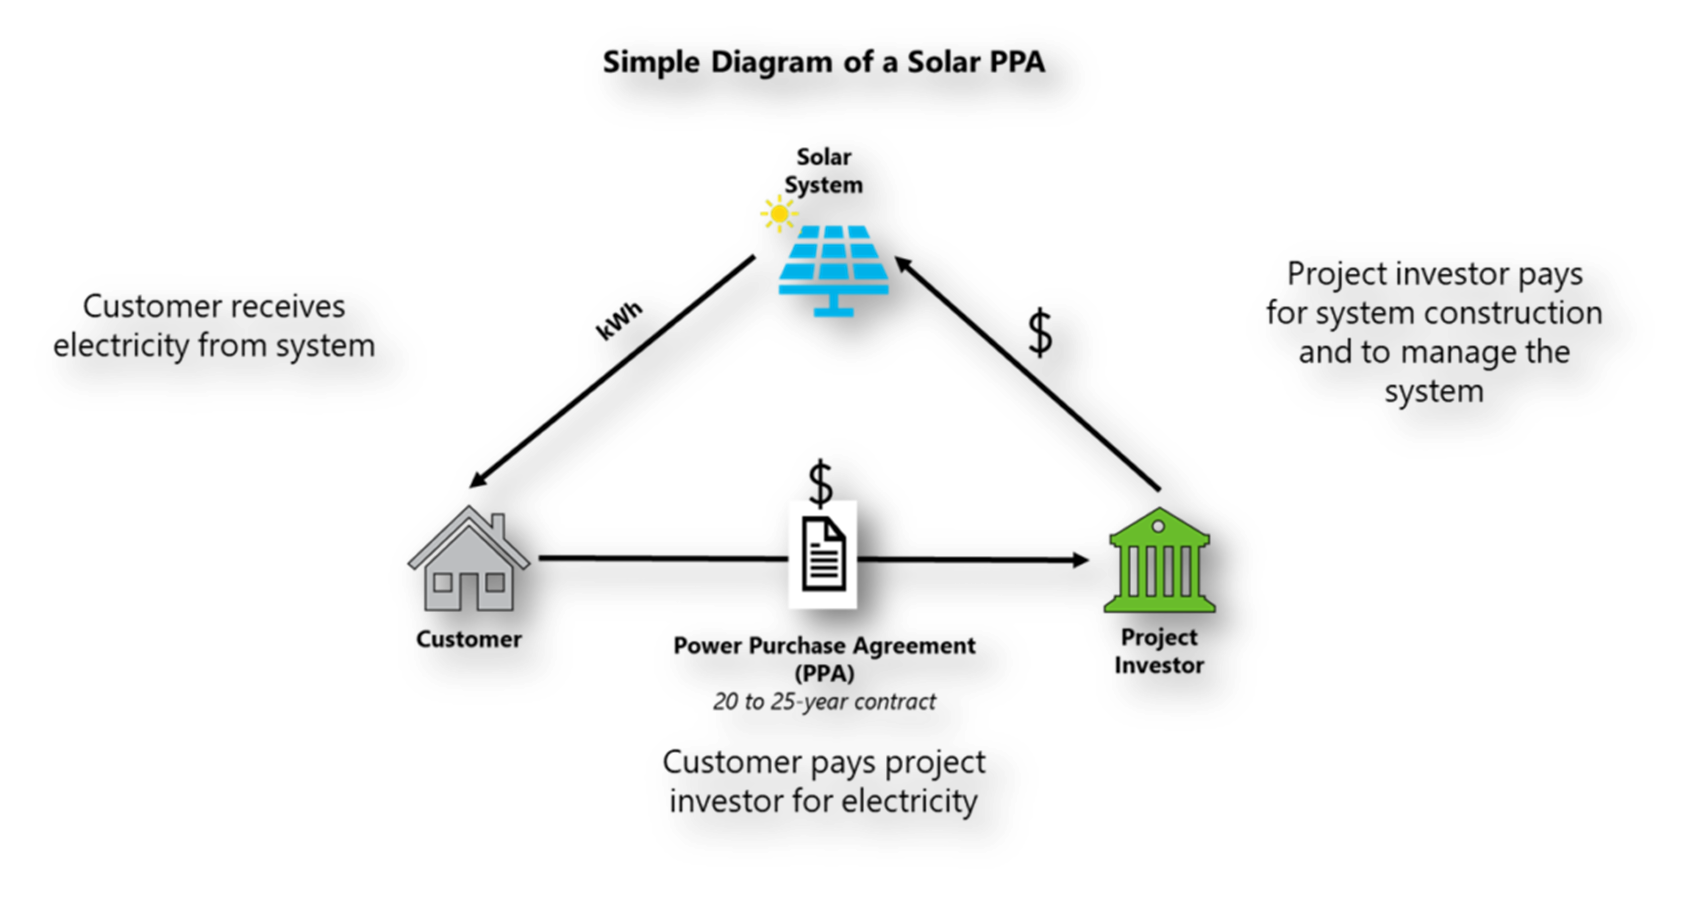 Simple Diagram of a Solar PPA
Solar
System
kWh
$
Customer receives
electricity from system
Project investor pays
for system construction
and to manage the
system
$
Customer
Power Purchase Agreement
(PPA)
20 to 25-year contract
Project
Investor
Customer pays project
investor for electricity